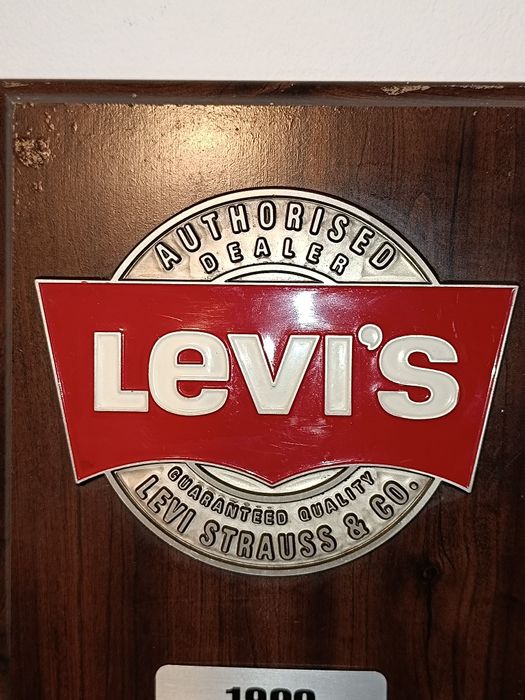 AUTHORISED
DEALER
Levi's
GUARANTEED QUALITY
LEVI STRAUSS & CO.